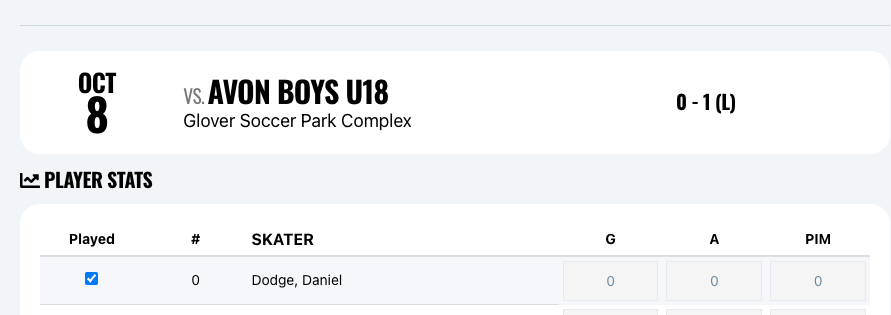 OCT
8
VS. AVON BOYS U18
Glover Soccer Park Complex
0 - 1 (L)
PLAYER STATS
Played # SKATER G A PIM
0 Dodge, Daniel 0 0 0